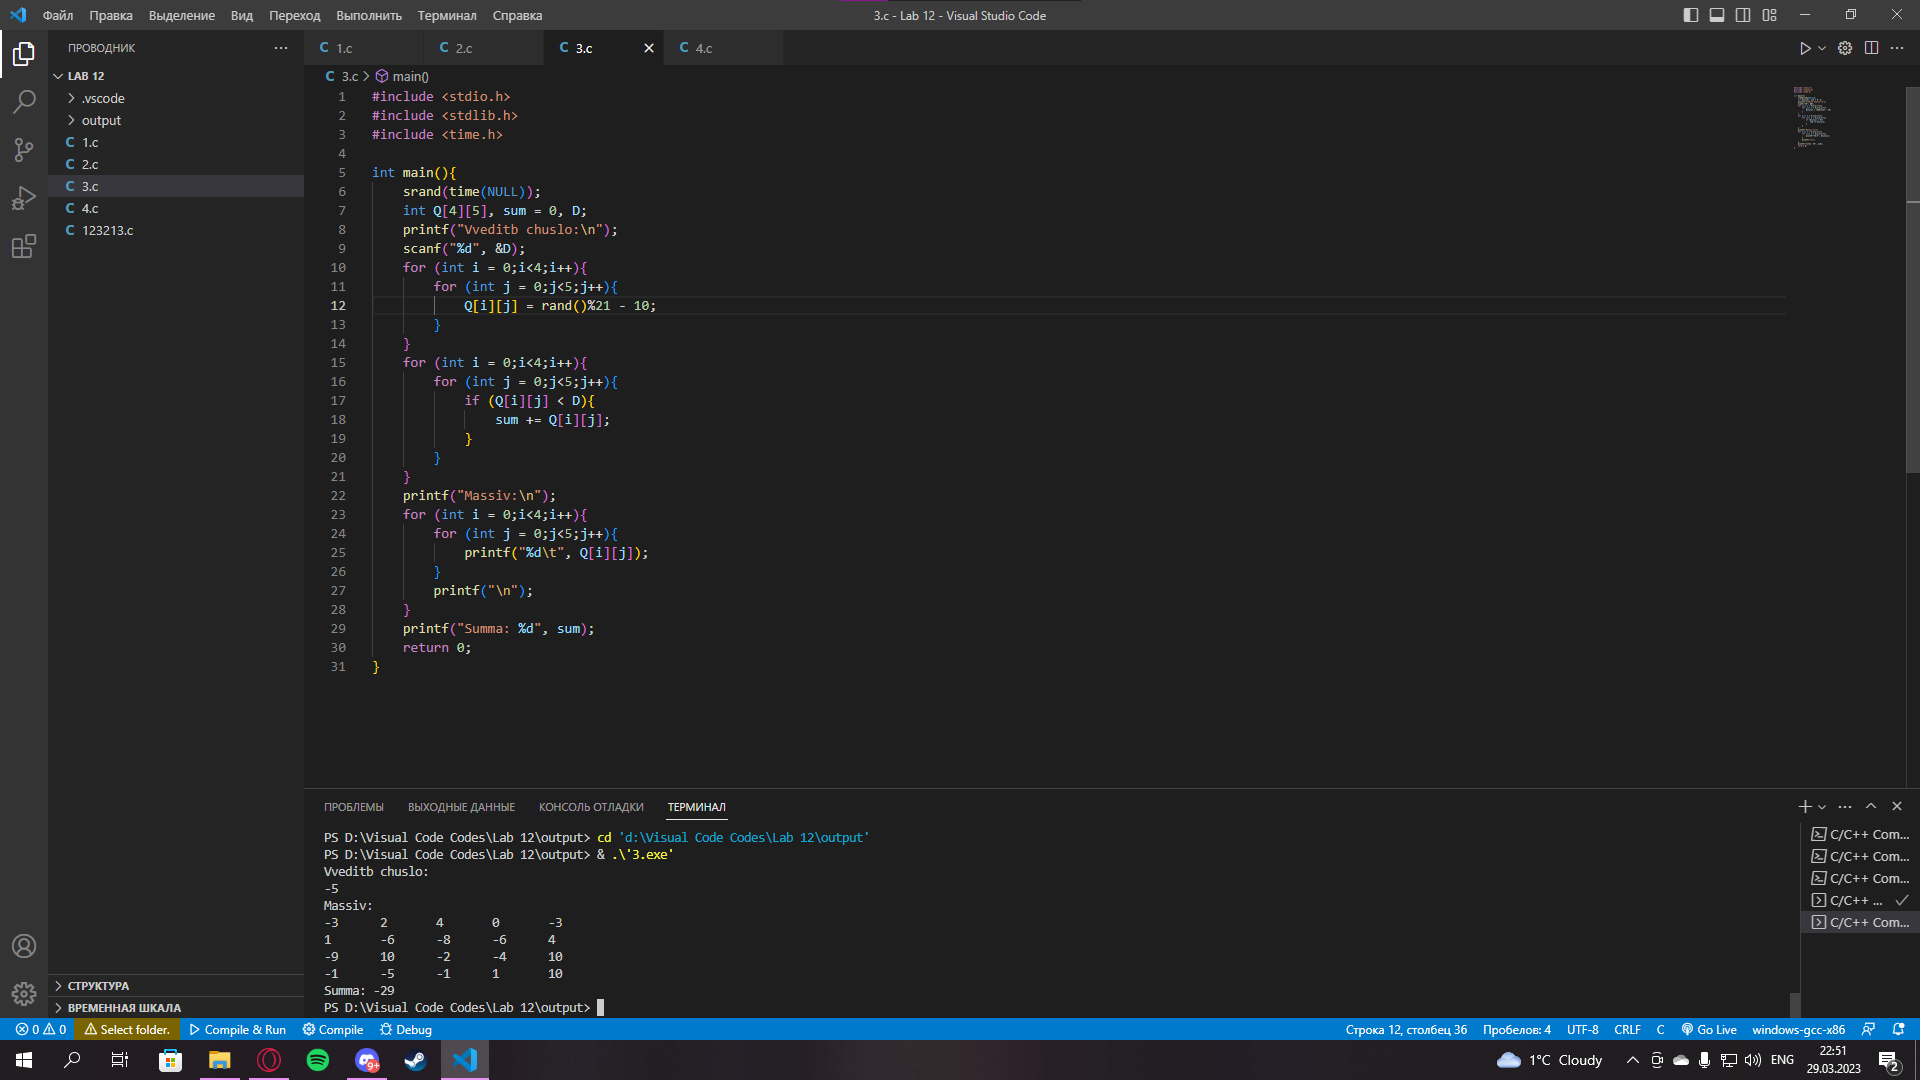 Файл Правка Выделение Вид Переход Выполнить Терминал Справка
3.c - Lab 12 - Visual Studio Code
ПРОВОДНИК
LAB 12
.vscode
output
C 1.c
C 2.c
C 3.c
C 4.c
C 123213.c
СТРУКТУРА
ВРЕМЕННАЯ ШКАЛА
C 1.c C 2.c C 3.c C 4.c
C 3.c > main()
1 #include <stdio.h>
2 #include <stdlib.h>
3 #include <time.h>
4
5 int main(){
6 srand(time(NULL));
7 int Q[4][5], sum = 0, D;
8 printf("Vveditb chuslo:\n");
9 scanf("%d", &D);
10 for (int i = 0;i<4;i++){
11 for (int j = 0;j<5;j++){
12 Q[i][j] = rand()%21 - 10;
13 }
14 }
15 for (int i = 0;i<4;i++){
16 for (int j = 0;j<5;j++){
17 if (Q[i][j] < D){
18 sum += Q[i][j];
19 }
20 }
21 }
22 printf("Massiv:\n");
23 for (int i = 0;i<4;i++){
24 for (int j = 0;j<5;j++){
25 printf("%d\t", Q[i][j]);
26 }
27 printf("\n");
28 }
29 printf("Summa: %d", sum);
30 return 0;
31 }
ПРОБЛЕМЫ ВЫХОДНЫЕ ДАННЫЕ КОНСОЛЬ ОТЛАДКИ ТЕРМИНАЛ
PS D:\Visual Code Codes\Lab 12\output> cd 'd:\Visual Code Codes\Lab 12\output'
PS D:\Visual Code Codes\Lab 12\output> & .\'3.exe'
Vveditb chuslo:
-5
Massiv:
-3 2 4 0 -3
1 -6 -8 -6 4
-9 10 -2 -4 10
-1 -5 -1 1 10
Summa: -29
PS D:\Visual Code Codes\Lab 12\output>
C/C++ Com...
C/C++ Com...
C/C++ Com...
C/C++ ...
C/C++ Com...
0 0 Select folder. Compile & Run Compile Debug
Строка 12, столбец 36 Пробелов: 4 UTF-8 CRLF C Go Live windows-gcc-x86
9+
1°C Cloudy
ENG
22:51
29.03.2023
2